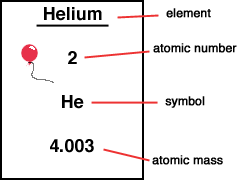 Helium
element
2
atomic number
He
symbol
4.003
atomic mass